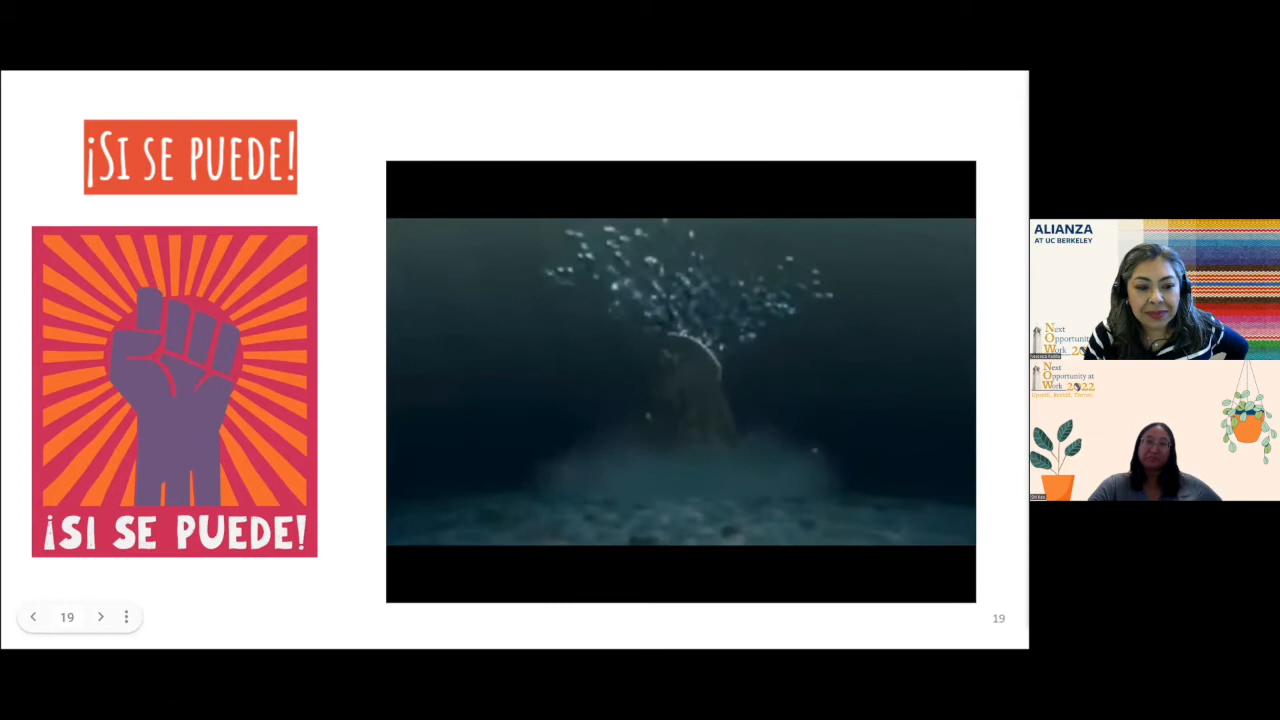 ¡SI SE PUEDE!
¡SI SE PUEDE!
19
19
ALIANZA
AT UC BERKELEY
Next
Opportunity
Work 20
Next
Opportunity at
Work 2022